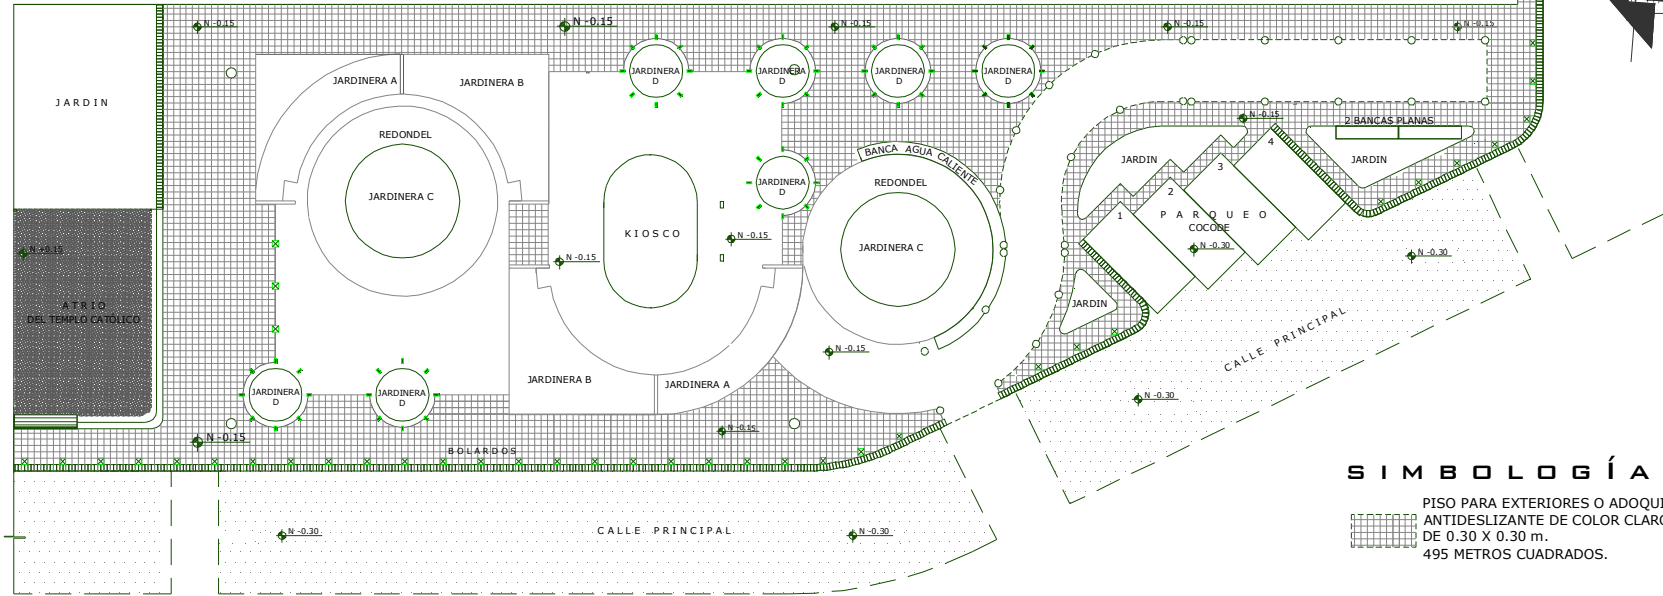 N -0.15
N -0.15
N -0.15
N -0.15
N -0.15
JARDIN
JARDINERA A
JARDINERA B
JARDINERA
D
JARDINERA
D
JARDINERA
D
JARDINERA
D
N -0.15
2 BANCAS PLANAS
REDONDEL
BANCA AGUA CALIENTE
JARDIN
4
JARDIN
3
JARDINERA C
JARDINERA
D
REDONDEL
2
1
PARQUEO
COCODE
KIOSCO
N -0.15
JARDINERA C
N -0.30
N -0.30
N +0.15
N -0.15
ATRIO
DEL TEMPLO CATÓLICO
JARDIN
CALLE PRINCIPAL
N -0.15
JARDINERA B
JARDINERA A
JARDINERA
D
JARDINERA
D
N -0.30
N -0.15
N -0.15
BOLARDOS
SIMBOLOGÍA
PISO PARA EXTERIORES O ADOQUI
ANTIDESLIZANTE DE COLOR CLARO
DE 0.30 X 0.30 m.
495 METROS CUADRADOS.
N -0.30
CALLE PRINCIPAL
N -0.30